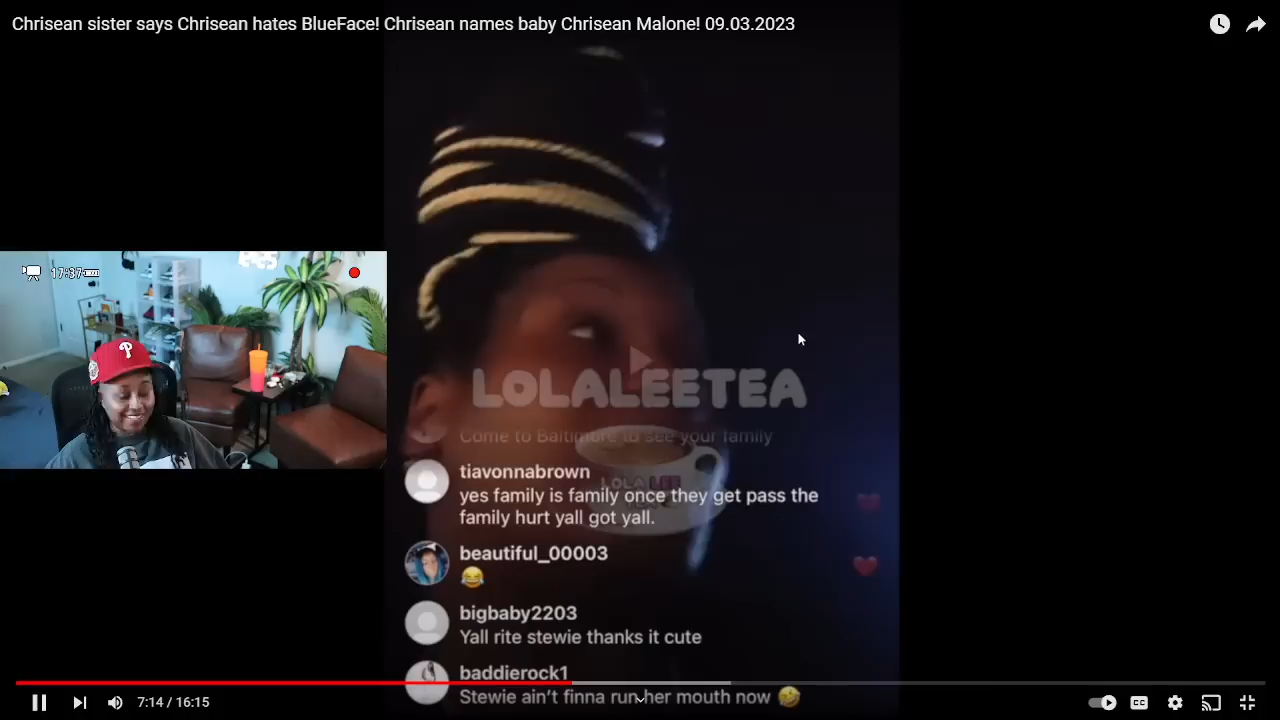 Chrisean sister says Chrisean hates BlueFace! Chrisean names baby Chrisean Malone! 09.03.2023
17:37
P
LOLALEETEA
Come to Baltimore to see your family
LOLA LEE
tiavonnabrown
yes family is family once they get pass the
family hurt yall got yall.
beautiful_00003
😂
bigbaby2203
Yall rite stewie thanks it cute
baddierock1
Stewie ain't finna run her mouth now 🤣
7:14 / 16:15
CC